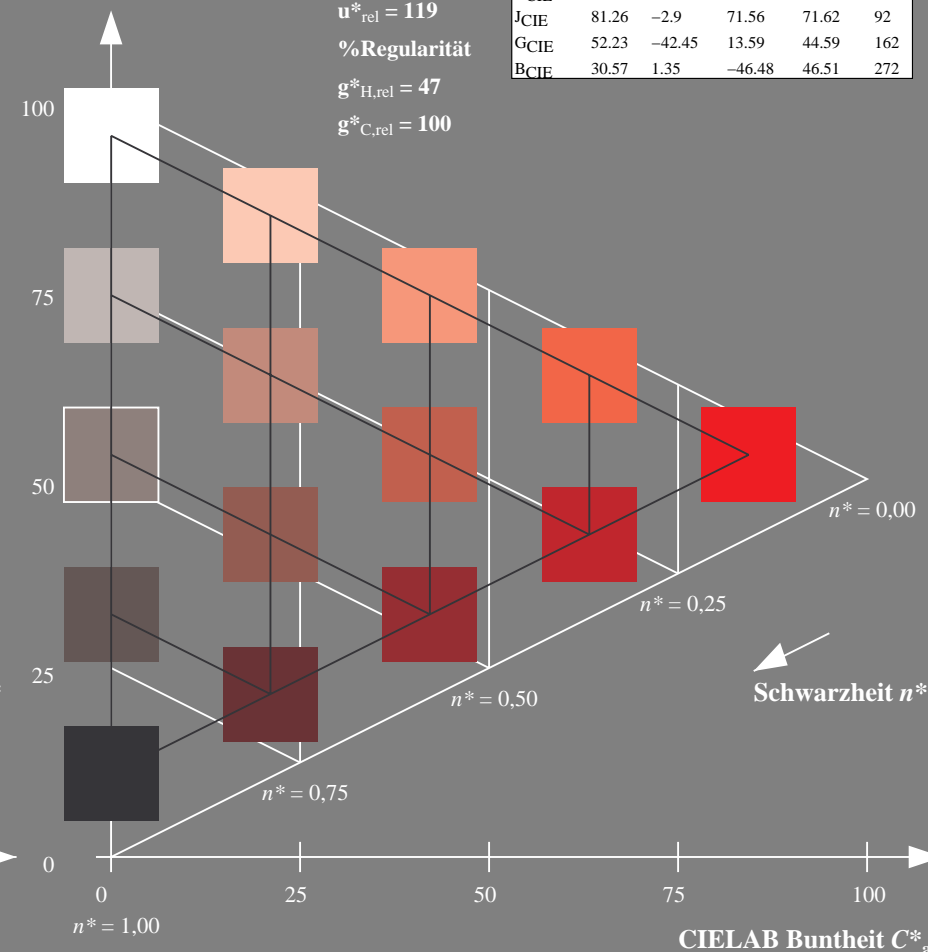 u*rel = 119
%Regularität
g*H,rel = 47
g*C,rel = 100
JCIE 81.26 −2.9 71.56 71.62 92
GCIE 52.23 −42.45 13.59 44.59 162
BCIE 30.57 1.35 −46.48 46.51 272
100
75
50
n* = 0,00
n* = 0,25
25
Schwarzheit n*
n* = 0,50
n* = 0,75
0
0 25 50 75 100
n* = 1,00
CIELAB Buntheit C*a